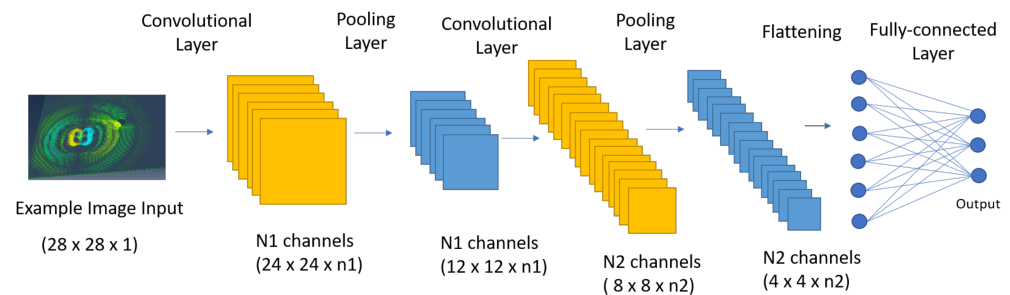 Convolutional
Layer
Pooling
Layer
Convolutional
Layer
Pooling
Layer
Flattening
Fully-connected
Layer
Example Image Input
(28 x 28 x 1)
N1 channels
(24 x 24 x n1)
N1 channels
(12 x 12 x n1)
N2 channels
( 8 x 8 x n2)
N2 channels
(4 x 4 x n2)
Output